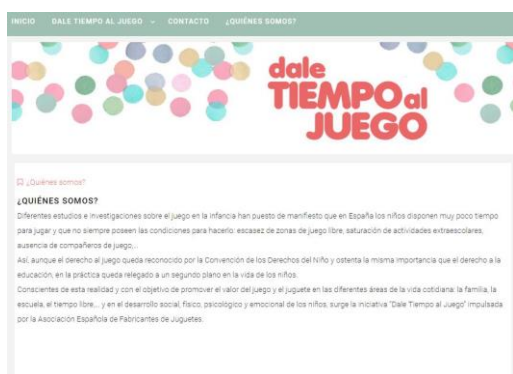 INICIO DALE TIEMPO AL JUEGO CONTACTO ¿QUIÉNES SOMOS?
dale
TIEMPO al
JUEGO
¿Quiénes somos?
¿QUIÉNES SOMOS?
Diferentes estudios e investigaciones sobre el juego en la infancia han puesto de manifiesto que en España los niños disponen muy poco tiempo
para jugar y que no siempre poseen las condiciones para hacerlo: escasez de zonas de juego libre, saturación de actividades extraescolares,
ausencia de compañeros de juego,..
Así, aunque el derecho al juego queda reconocido por la Convención de los Derechos del Niño y ostenta la misma importancia que el derecho a la
educación, en la práctica queda relegado a un segundo plano en la vida de los niños.
Conscientes de esta realidad y con el objetivo de promover el valor del juego y el juguete en las diferentes áreas de la vida cotidiana: la familia, la
escuela, el tiempo libre,... y en el desarrollo social, físico, psicológico y emocional de los niños, surge la iniciativa "Dale Tiempo al Juego" impulsada
por la Asociación Española de Fabricantes de Juguetes.